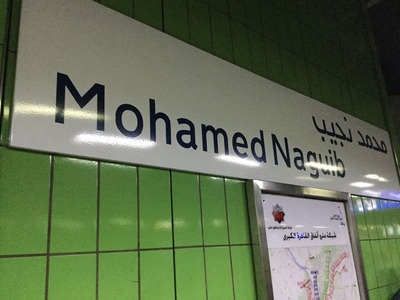 محمد نجيب
Mohamed Naguib
شبكة مترو أنفاق القاهرة الكبرى